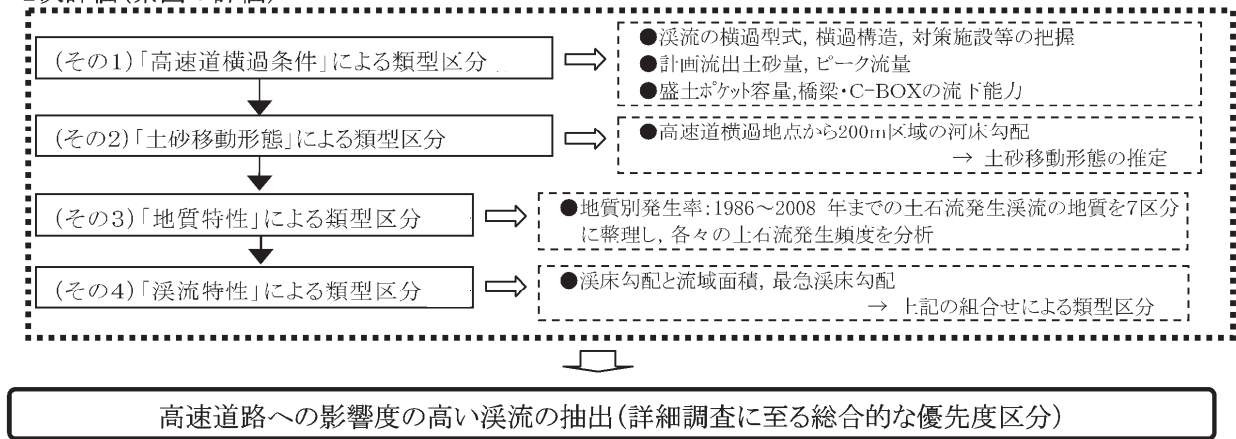 (その1)「高速道横過条件」による類型区分
●渓流の横過型式, 横過構造, 対策施設等の把握
●計画流出土砂量, ピーク流量
●盛土ポケット容量,橋梁・C-BOXの流下能力
(その2)「土砂移動形態」による類型区分
●高速道横過地点から200m区域の河床勾配
→ 土砂移動形態の推定
(その3)「地質特性」による類型区分
●地質別発生率:1986～2008 年までの土石流発生渓流の地質を7区分
に整理し, 各々の土石流発生頻度を分析
(その4)「渓流特性」による類型区分
●渓床勾配と流域面積, 最急渓床勾配
→ 上記の組合せによる類型区分
高速道路への影響度の高い渓流の抽出(詳細調査に至る総合的な優先度区分)